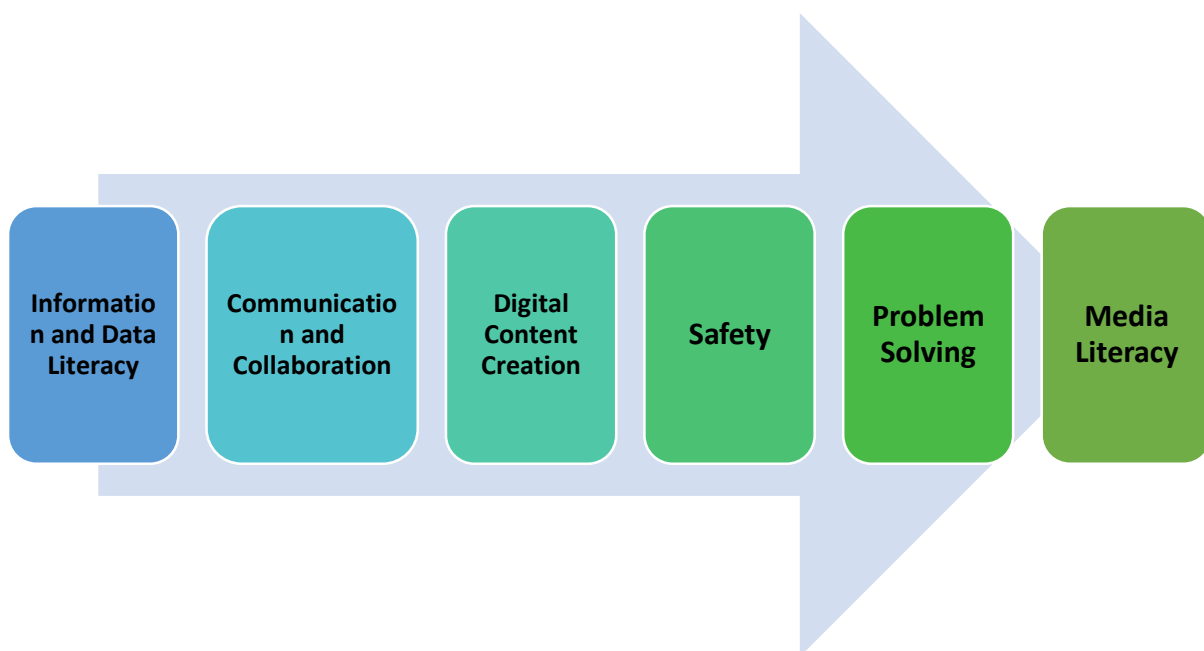 Informatio
n and Data
Literacy
Communicatio
n and
Collaboration
Digital
Content
Creation
Safety
Problem
Solving
Media
Literacy